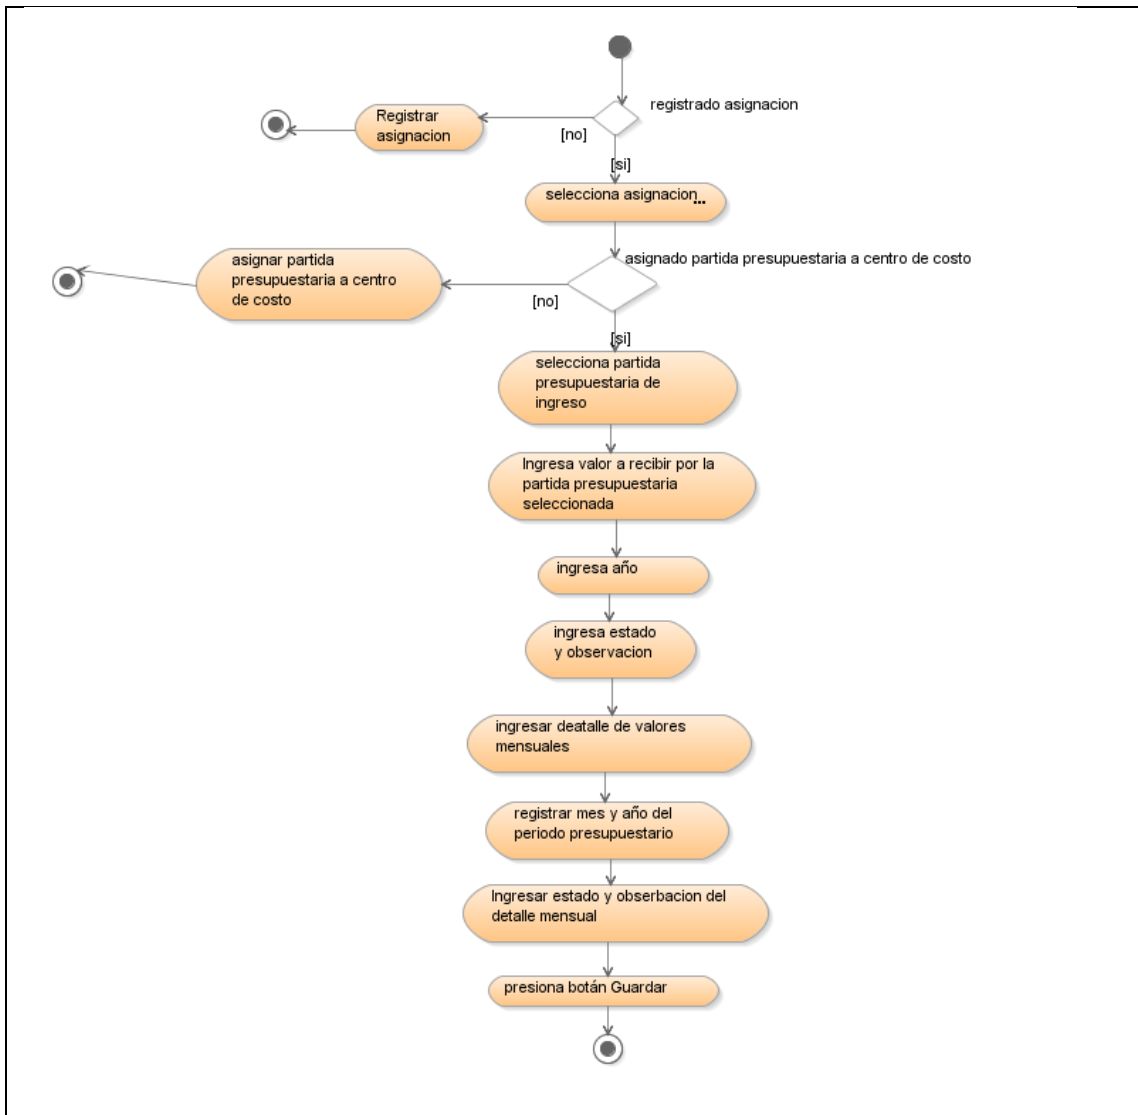 registrado asignacion
Registrar
asignacion
[no]
[si]
selecciona asignacion...
asignado partida presupuestaria a centro de costo
asignar partida
presupuestaria a centro
de costo
[no]
[si]
selecciona partida
presupuestaria de
ingreso
Ingresa valor a recibir por la
partida presupuestaria
seleccionada
ingresa año
ingresa estado
y observacion
ingresar deatalle de valores
mensuales
registrar mes y año del
periodo presupuestario
Ingresar estado y obserbacion del
detalle mensual
presiona botán Guardar